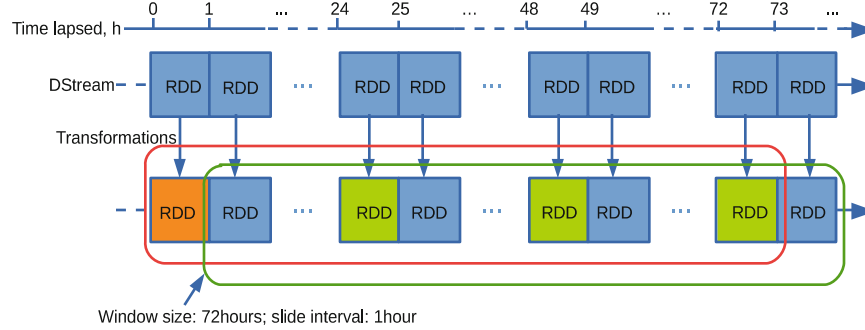 0 1 ... 24 25 ... 48 49 ... 72 73 ...
Time lapsed, h
DStream RDD RDD ... RDD RDD ... RDD RDD ... RDD RDD
Transformations
RDD RDD ... RDD RDD ... RDD RDD ... RDD RDD
Window size: 72hours; slide interval: 1hour